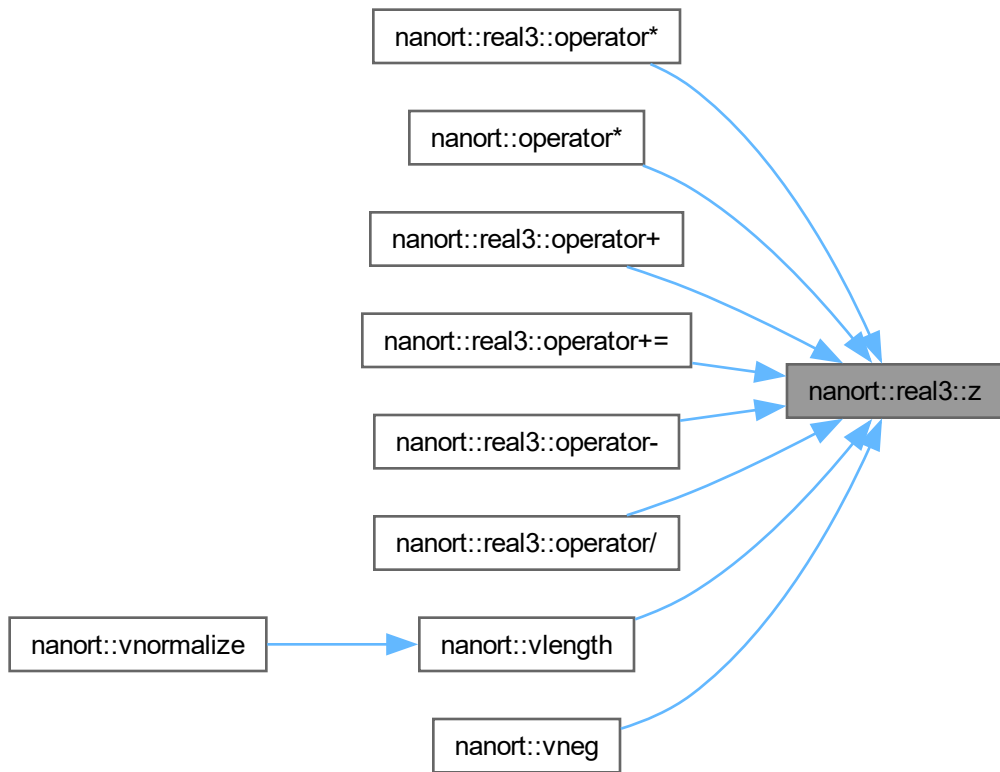 nanort::real3::operator*
nanort::operator*
nanort::real3::operator+
nanort::real3::operator+=
nanort::real3::z
nanort::real3::operator-
nanort::real3::operator/
nanort::vnormalize
nanort::vlength
nanort::vneg